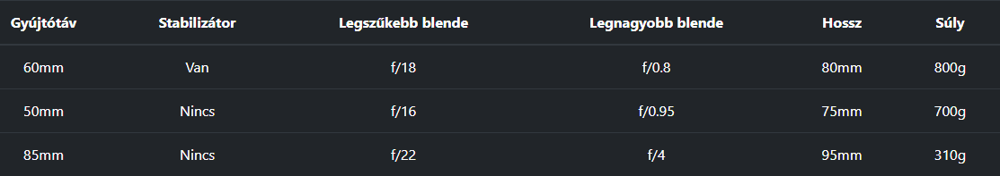 Gyújtótáv Stabilizátor Legszűkebb blende Legnagyobb blende Hossz Súly
60mm Van f/18 f/0.8 80mm 800g
50mm Nincs f/16 f/0.95 75mm 700g
85mm Nincs f/22 f/4 95mm 310g